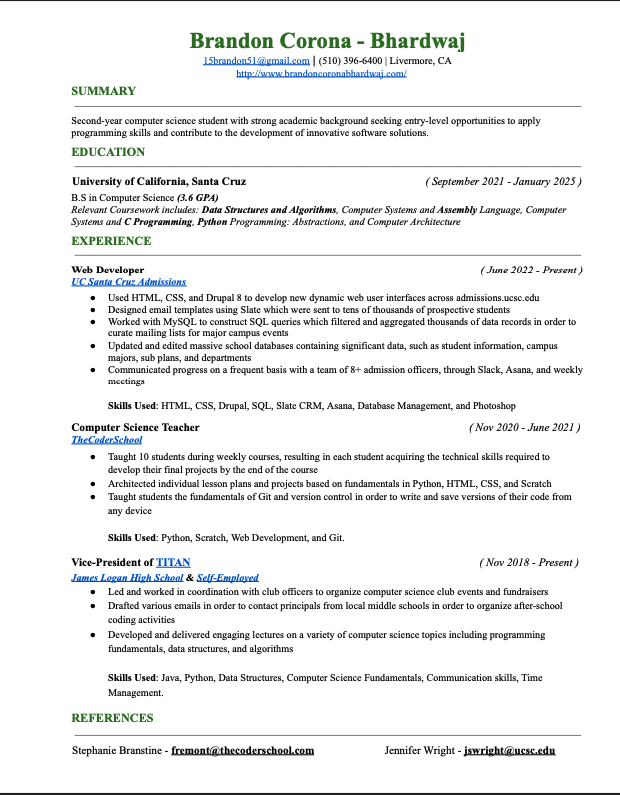 Brandon Corona - Bhardwaj
15brandon51@gmail.com | (510) 396-6400 | Livermore, CA
http://www.brandoncoronabhardwaj.com/
SUMMARY
Second-year computer science student with strong academic background seeking entry-level opportunities to apply
programming skills and contribute to the development of innovative software solutions.
EDUCATION
University of California, Santa Cruz ( September 2021 - January 2025 )
B.S in Computer Science (3.6 GPA)
Relevant Coursework includes: Data Structures and Algorithms, Computer Systems and Assembly Language, Computer
Systems and C Programming, Python Programming: Abstractions, and Computer Architecture
EXPERIENCE
Web Developer ( June 2022 - Present )
UC Santa Cruz Admissions
● Used HTML, CSS, and Drupal 8 to develop new dynamic web user interfaces across admissions.ucsc.edu
● Designed email templates using Slate which were sent to tens of thousands of prospective students
● Worked with MySQL to construct SQL queries which filtered and aggregated thousands of data records in order to
curate mailing lists for major campus events
● Updated and edited massive school databases containing significant data, such as student information, campus
majors, sub plans, and departments
● Communicated progress on a frequent basis with a team of 8+ admission officers, through Slack, Asana, and weekly
meetings
Skills Used: HTML, CSS, Drupal, SQL, Slate CRM, Asana, Database Management, and Photoshop
Computer Science Teacher ( Nov 2020 - June 2021 )
TheCoderSchool
● Taught 10 students during weekly courses, resulting in each student acquiring the technical skills required to
develop their final projects by the end of the course
● Architected individual lesson plans and projects based on fundamentals in Python, HTML, CSS, and Scratch
● Taught students the fundamentals of Git and version control in order to write and save versions of their code from
any device
Skills Used: Python, Scratch, Web Development, and Git.
Vice-President of TITAN ( Nov 2018 - Present )
James Logan High School & Self-Employed
● Led and worked in coordination with club officers to organize computer science club events and fundraisers
● Drafted various emails in order to contact principals from local middle schools in order to organize after-school
coding activities
● Developed and delivered engaging lectures on a variety of computer science topics including programming
fundamentals, data structures, and algorithms
Skills Used: Java, Python, Data Structures, Computer Science Fundamentals, Communication skills, Time
Management.
REFERENCES
Stephanie Branstine - fremont@thecoderschool.com Jennifer Wright - jswright@ucsc.edu